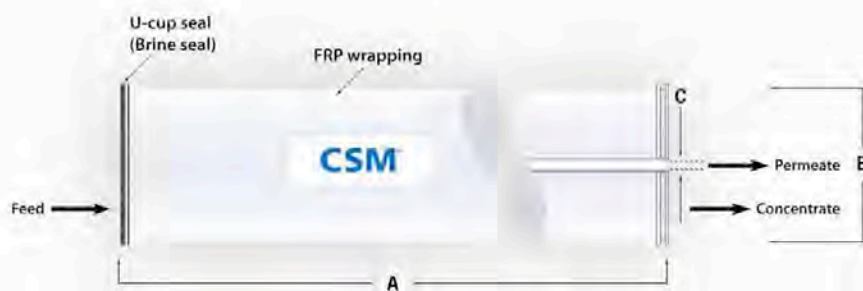 U-cup seal
(Brine seal)
FRP wrapping
C
CSM
B
Permeate
Feed
Concentrate
A